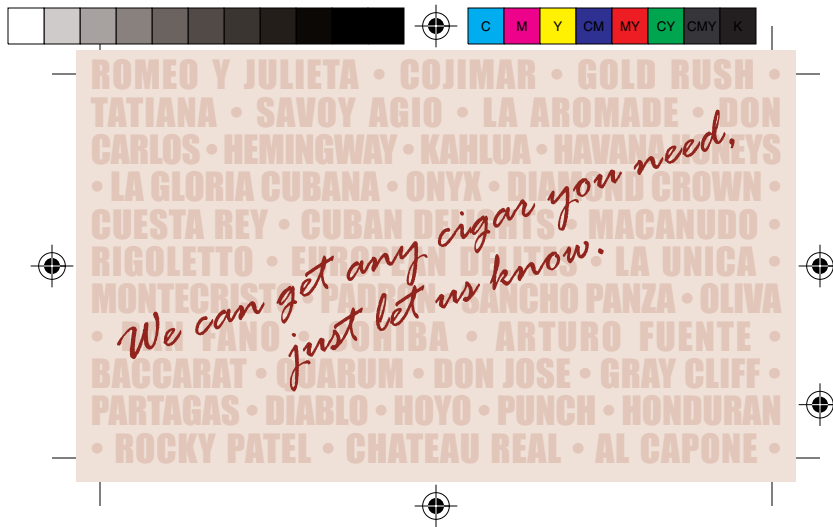 C M Y CM MY CY CMY K
ROMEO Y JULIETA • COJIMAR • GOLD RUSH •
TATIANA • SAVOY AGIO • LA AROMADE • DON
CARLOS • HEMINGWAY • KAHLUA • HAVANA HONEYS
• LA GLORIA CUBANA • ONYX • CROWN •
CUESTA REY • CUBAN • MACANUDO •
RIGOLETTO • • LA UNICA •
PANZA •
• • ARTURO FUENTE •
BACCARAT • • DON JOSE • GRAY CLIFF •
PARTAGAS • DIABLO • HOYO • PUNCH • HONDURAN
• ROCKY PATEL • CHATEAU REAL • AL CAPONE •
We can get any cigar you need,
just let us know.